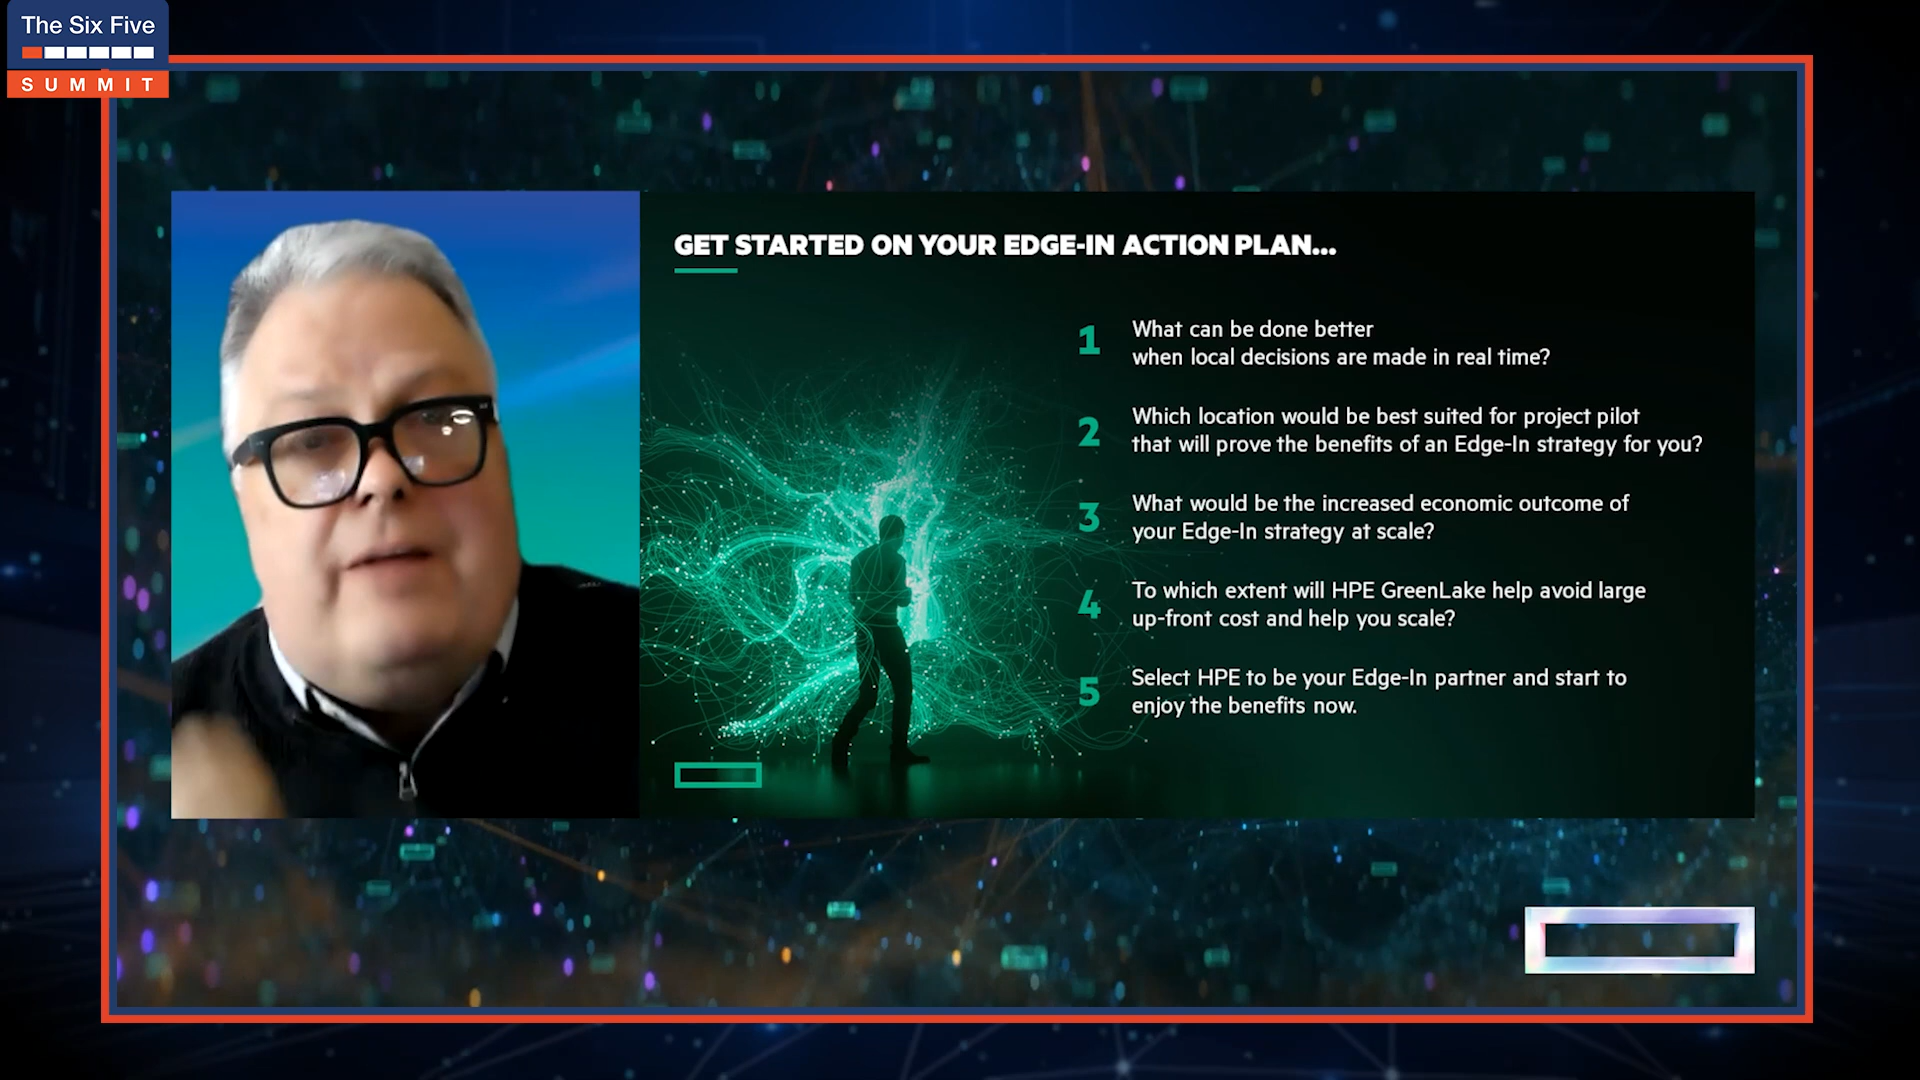 The Six Five
SUMMIT
GET STARTED ON YOUR EDGE-IN ACTION PLAN...
1 What can be done better
when local decisions are made in real time?
2 Which location would be best suited for project pilot
that will prove the benefits of an Edge-In strategy for you?
3 What would be the increased economic outcome of
your Edge-In strategy at scale?
4 To which extent will HPE GreenLake help avoid large
up-front cost and help you scale?
5 Select HPE to be your Edge-In partner and start to
enjoy the benefits now.